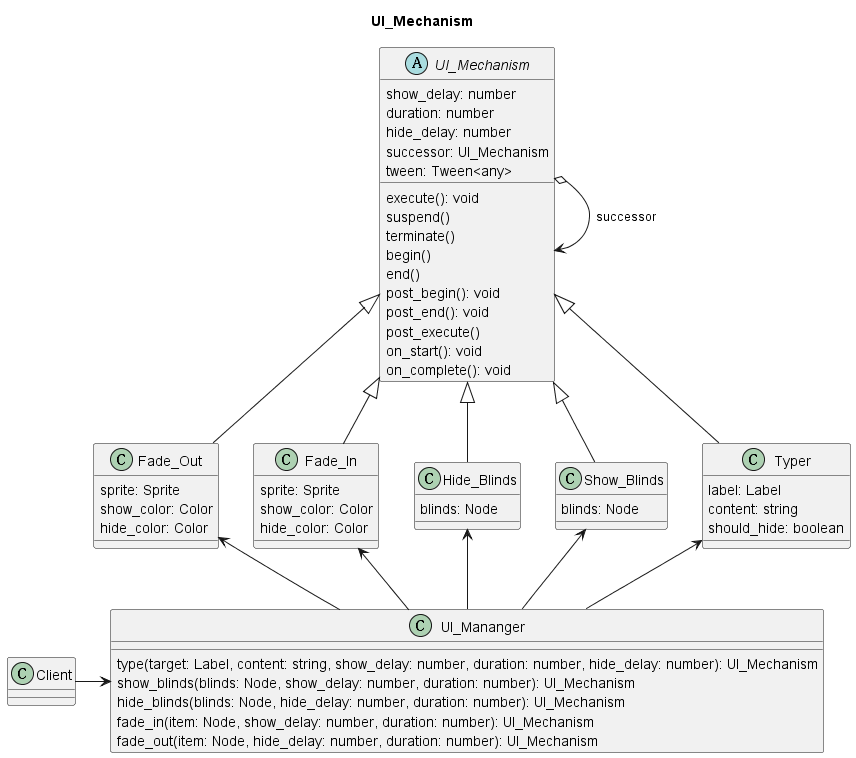 UI_Mechanism
A UI_Mechanism
show_delay: number
duration: number
hide_delay: number
successor: UI_Mechanism
tween: Tween<any>
execute(): void
suspend()
terminate()
begin()
end()
post_begin(): void
post_end(): void
post_execute()
on_start(): void
on_complete(): void
successor
C Fade_Out
sprite: Sprite
show_color: Color
hide_color: Color
C Fade_In
sprite: Sprite
show_color: Color
hide_color: Color
C Hide_Blinds
blinds: Node
C Show_Blinds
blinds: Node
C Typer
label: Label
content: string
should_hide: boolean
C Client
C UI_Mananger
type(target: Label, content: string, show_delay: number, duration: number, hide_delay: number): UI_Mechanism
show_blinds(blinds: Node, show_delay: number, duration: number): UI_Mechanism
hide_blinds(blinds: Node, hide_delay: number, duration: number): UI_Mechanism
fade_in(item: Node, show_delay: number, duration: number): UI_Mechanism
fade_out(item: Node, hide_delay: number, duration: number): UI_Mechanism